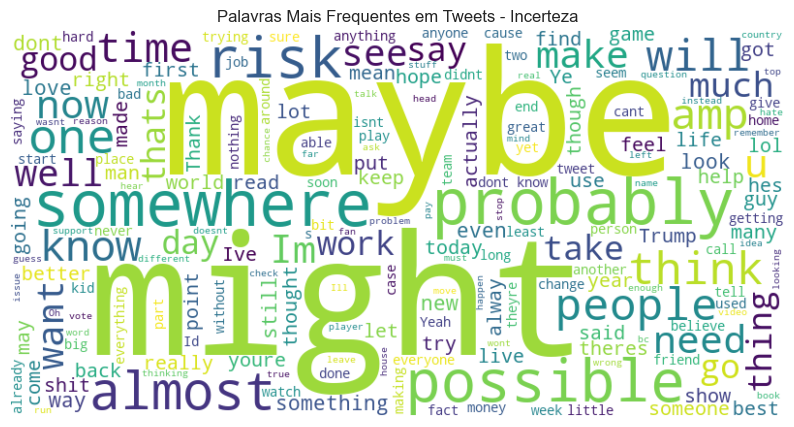 Palavras Mais Frequentes em Tweets - Incerteza
dont hard trying sure anything anyone cause find game country
good time job risk see say mean hope didnt two make seem will got top
right first month bad stuff real question
love now lot isnt play Ye end though cant much give
saying made thats Thank around chance nothing maybe talk head actually great instead hate
one wasnt reason able put mind yet amp home
start place man far ask team tweet feel life lol
well hear world read soon keep dont know look remember left u
somewhere probably use help hes
going support never doesnt bit s problem fan pay stop name person guy getting
guess know day Im Ive work even least today long Trump many
different check case must take another call idea looking
issue better kid everything part without still thought point might new alway year change think tell used
want Oh vote Id Ill move happen theyre enough video people believe thing
may word big let Yeah try said theres need
come back really youre player true house leave done everyone live wont bc wrong friend go
already shit thinking watch something making possible someone show
way almost fact money week little best book
run